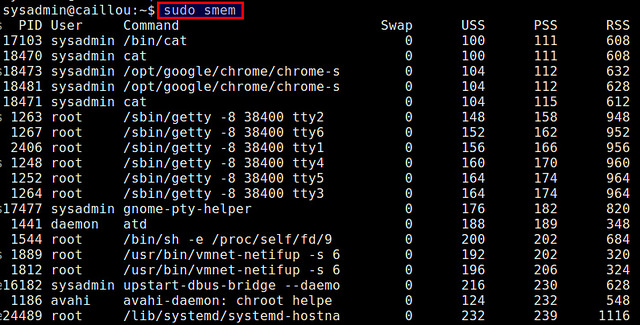 sysadmin@caillou:~$ sudo smem
PID User Command Swap USS PSS RSS
17103 sysadmin /bin/cat 0 100 111 608
18470 sysadmin cat 0 100 111 608
s18473 sysadmin /opt/google/chrome/chrome-s 0 104 112 632
18481 sysadmin /opt/google/chrome/chrome-s 0 104 112 628
18471 sysadmin cat 0 104 115 612
1263 root /sbin/getty -8 38400 tty2 0 148 158 948
1267 root /sbin/getty -8 38400 tty6 0 152 162 952
2406 root /sbin/getty -8 38400 tty1 0 156 166 956
s 1248 root /sbin/getty -8 38400 tty4 0 160 170 960
1252 root /sbin/getty -8 38400 tty5 0 164 174 964
1264 root /sbin/getty -8 38400 tty3 0 164 174 964
s17477 sysadmin gnome-pty-helper 0 176 182 820
1441 daemon atd 0 188 189 348
1544 root /bin/sh -e /proc/self/fd/9 0 200 202 684
s 1889 root /usr/bin/vmnet-netifup -s 6 0 192 202 320
1812 root /usr/bin/vmnet-netifup -s 6 0 196 206 324
e16182 sysadmin upstart-dbus-bridge --daemo 0 216 230 628
1186 avahi avahi-daemon: chroot helpe 0 124 232 548
e24489 root /lib/systemd/systemd-hostna 0 232 239 1116